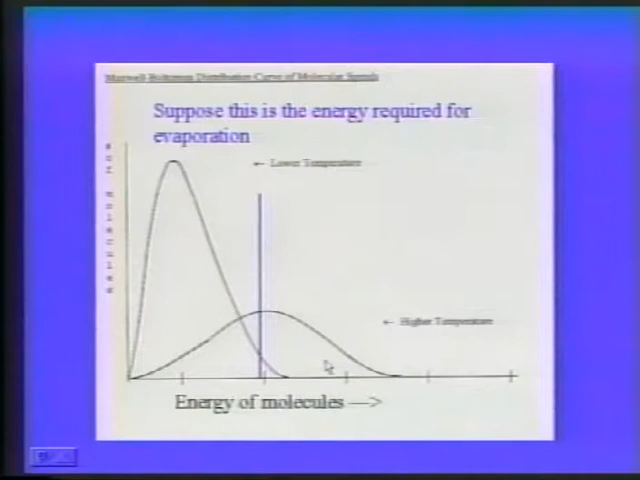 Maxwell-Boltzmann Distribution Curve of Molecular Speeds
Suppose this is the energy required for
evaporation
← Lower Temperature
molecules
← Higher Temperature
Energy of molecules —>